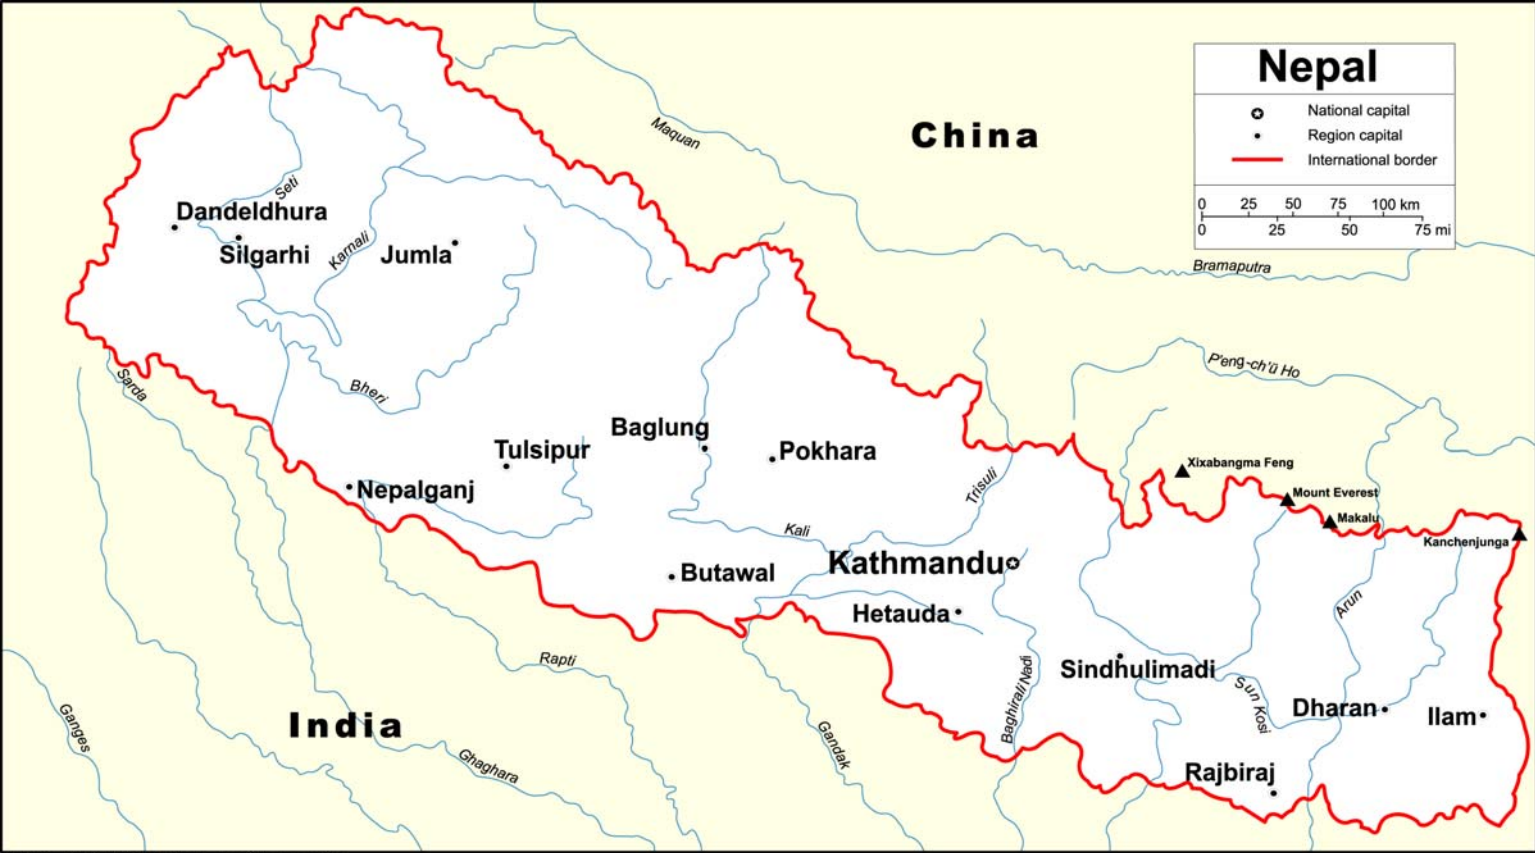 Nepal
National capital
Region capital
International border
0 25 50 75 100 km
0 25 50 75 mi
China
Maquan
Bramaputra
Seti
Dandeldhura
Silgarhi
Karnali
Jumla
Sarda
Bheri
P'eng-ch'ü Ho
Baglung
Tulsipur
Pokhara
Nepalganj
Trisuli
Xixabangma Feng
Mount Everest
Makalu
Kanchenjunga
Kali
Kathmandu
Butawal
Hetauda
Arun
Rapti
Sindhulimadi
Baghirali Nadi
Sun Kosi
Dharan
Ilam
India
Ganges
Gandak
Ghaghara
Rajbiraj